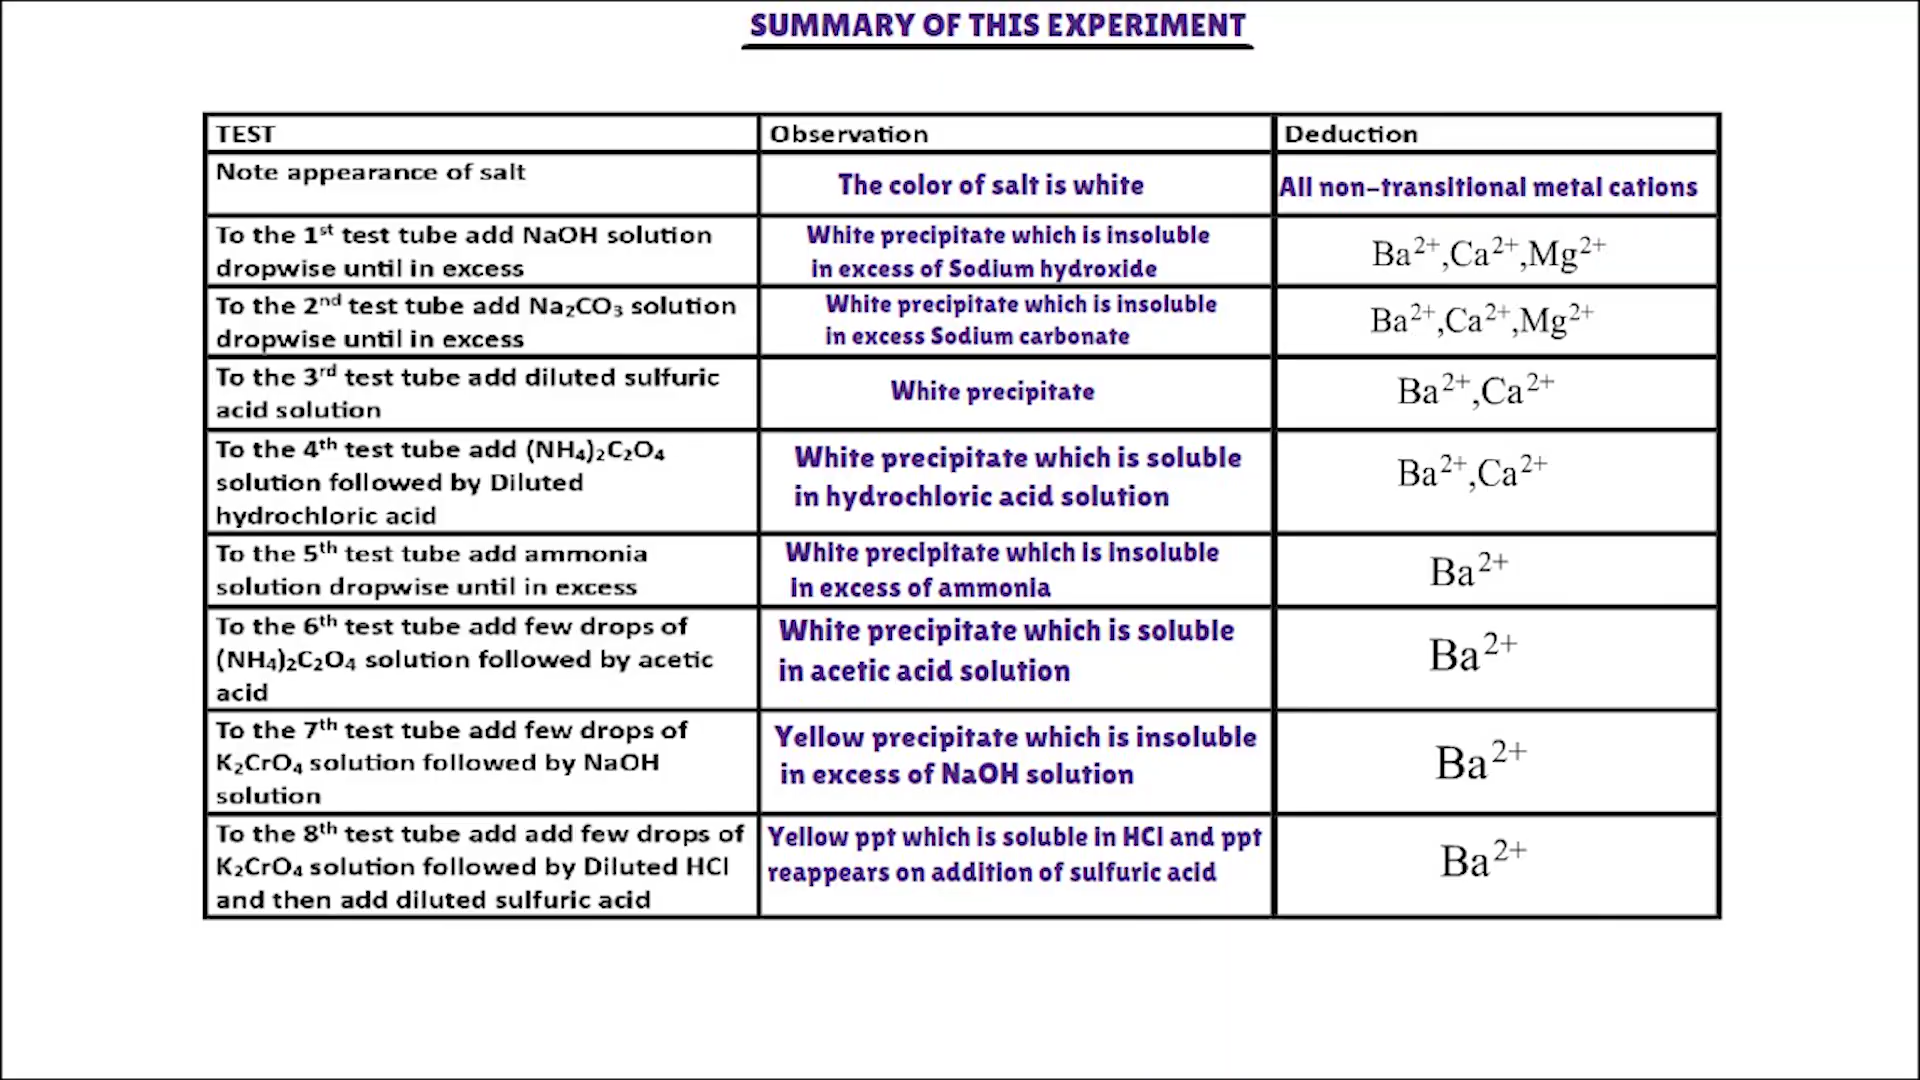 SUMMARY OF THIS EXPERIMENT
TEST
Observation
Deduction
Note appearance of salt
The color of salt is white
All non-transitional metal cations
To the 1st test tube add NaOH solution
dropwise until in excess
White precipitate which is insoluble
in excess of Sodium hydroxide
Ba²⁺,Ca²⁺,Mg²⁺
To the 2nd test tube add Na₂CO₃ solution
dropwise until in excess
White precipitate which is insoluble
in excess Sodium carbonate
Ba²⁺,Ca²⁺,Mg²⁺
To the 3rd test tube add diluted sulfuric
acid solution
White precipitate
Ba²⁺,Ca²⁺
To the 4th test tube add (NH₄)₂C₂O₄
solution followed by Diluted
hydrochloric acid
White precipitate which is soluble
in hydrochloric acid solution
Ba²⁺,Ca²⁺
To the 5th test tube add ammonia
solution dropwise until in excess
White precipitate which is insoluble
in excess of ammonia
Ba²⁺
To the 6th test tube add few drops of
(NH₄)₂C₂O₄ solution followed by acetic
acid
White precipitate which is soluble
in acetic acid solution
Ba²⁺
To the 7th test tube add few drops of
K₂CrO₄ solution followed by NaOH
solution
Yellow precipitate which is insoluble
in excess of NaOH solution
Ba²⁺
To the 8th test tube add add few drops of
K₂CrO₄ solution followed by Diluted HCl
and then add diluted sulfuric acid
Yellow ppt which is soluble in HCl and ppt
reappears on addition of sulfuric acid
Ba²⁺